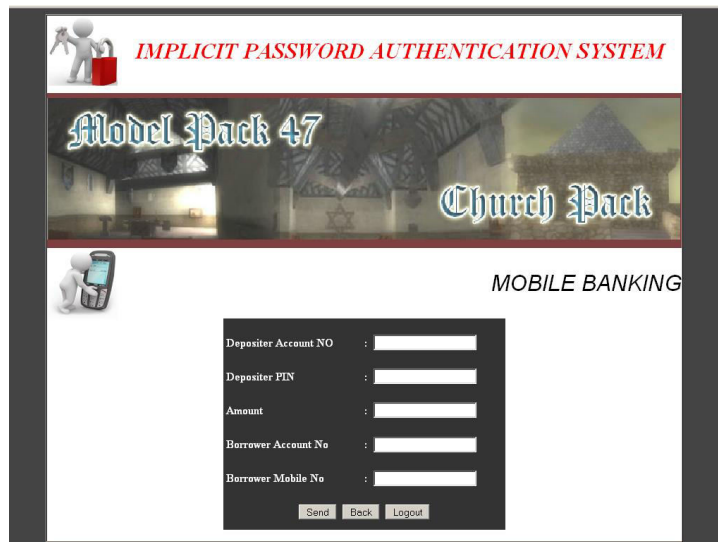 IMPLICIT PASSWORD AUTHENTICATION SYSTEM
Model Pack 47
Church Pack
MOBILE BANKING
Depositer Account NO :
Depositer PIN :
Amount :
Borrower Account No :
Borrower Mobile No :
Send Back Logout